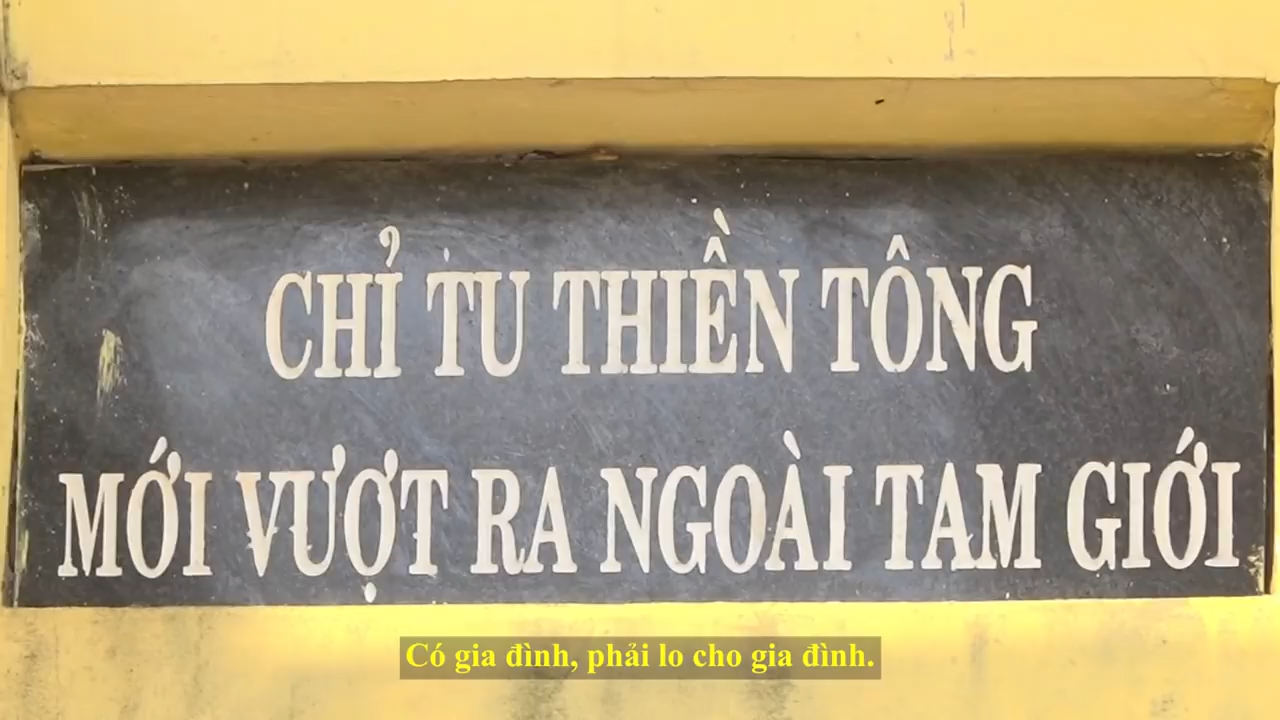 CHỈ TU THIỀN TÔNG
MỚI VƯỢT RA NGOÀI TAM GIỚI
Có gia đình, phải lo cho gia đình.